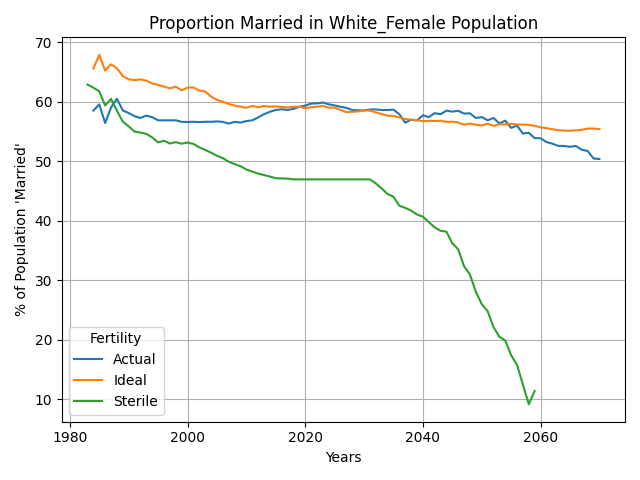 Proportion Married in White_Female Population
% of Population 'Married'
70
60
50
40
30
20
10
Fertility
Actual
Ideal
Sterile
1980
2000
2020
2040
2060
Years